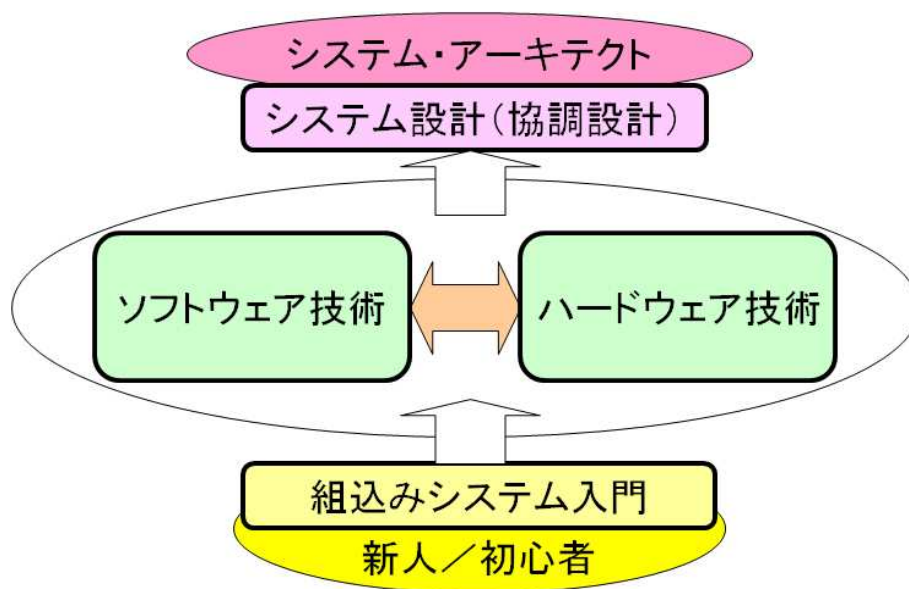 システム・アーキテクト
システム設計(協調設計)
ソフトウェア技術
ハードウェア技術
組込みシステム入門
新人／初心者